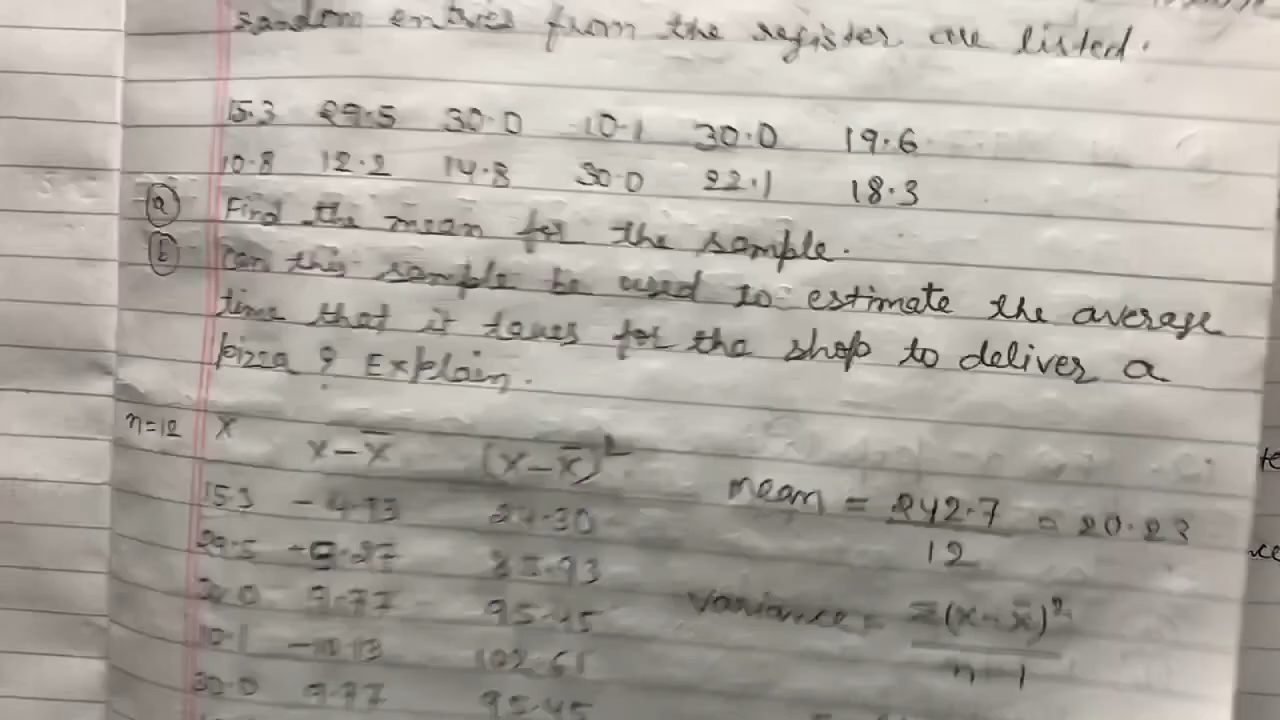 random entries from the register are listed.
15.3 29.5 30.0 10.1 30.0 19.6
10.8 12.2 14.8 30.0 22.1 18.3
(a) Find the mean for the sample.
(b) Can this sample be used to estimate the average
time that it takes for the shop to deliver a
pizza? Explain.
n=12 x x-x̄ (x-x̄)²
15.3 -4.93 24.30
29.5 9.27 85.93
30.0 9.77 95.45
10.1 -10.13 102.61
30.0 9.77 95.45
mean = 242.7 / 12 = 20.23
variance = Σ(x-x̄)² / n-1